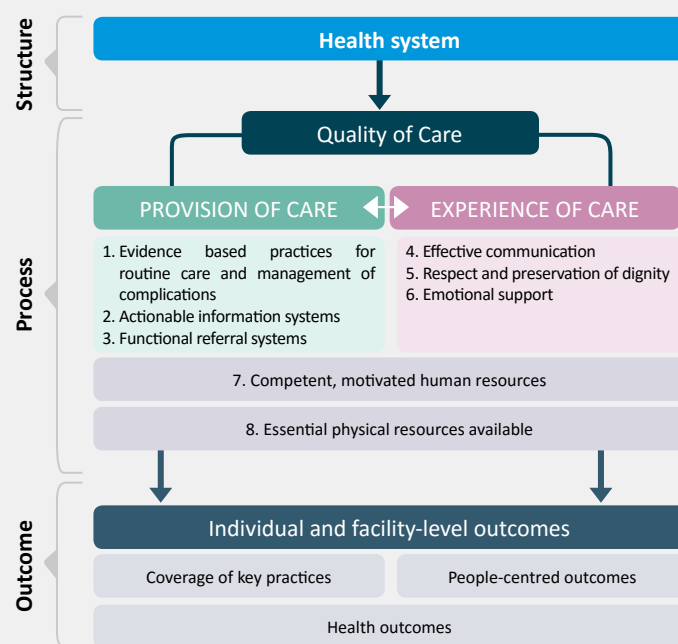 Structure
Health system
Process
Quality of Care
PROVISION OF CARE
EXPERIENCE OF CARE
1. Evidence based practices for
routine care and management of
complications
2. Actionable information systems
3. Functional referral systems
4. Effective communication
5. Respect and preservation of dignity
6. Emotional support
7. Competent, motivated human resources
8. Essential physical resources available
Outcome
Individual and facility-level outcomes
Coverage of key practices
People-centred outcomes
Health outcomes